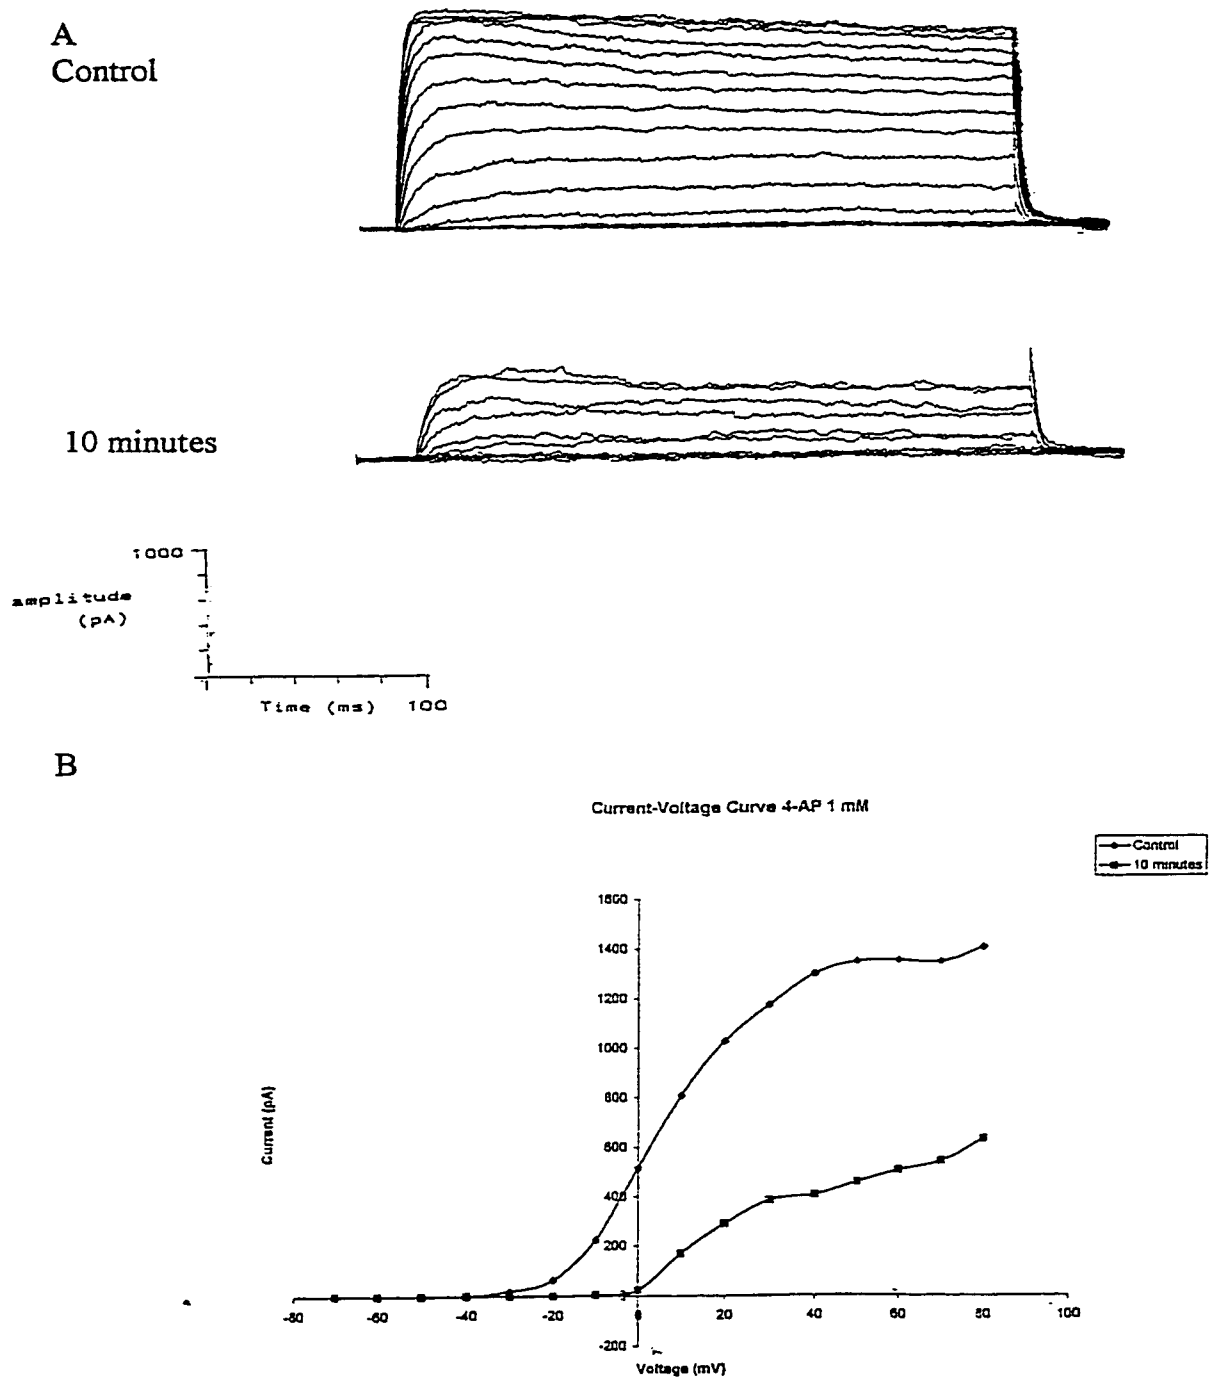 A
Control
10 minutes
1000
amplitude
(pA)
Time (ms) 100
B
Current-Voltage Curve 4-AP 1 mM
Control
10 minutes
1600
1400
1200
1000
800
600
400
200
-200
Current (pA)
-80 -60 -40 -20 0 20 40 60 80 100
Voltage (mV)